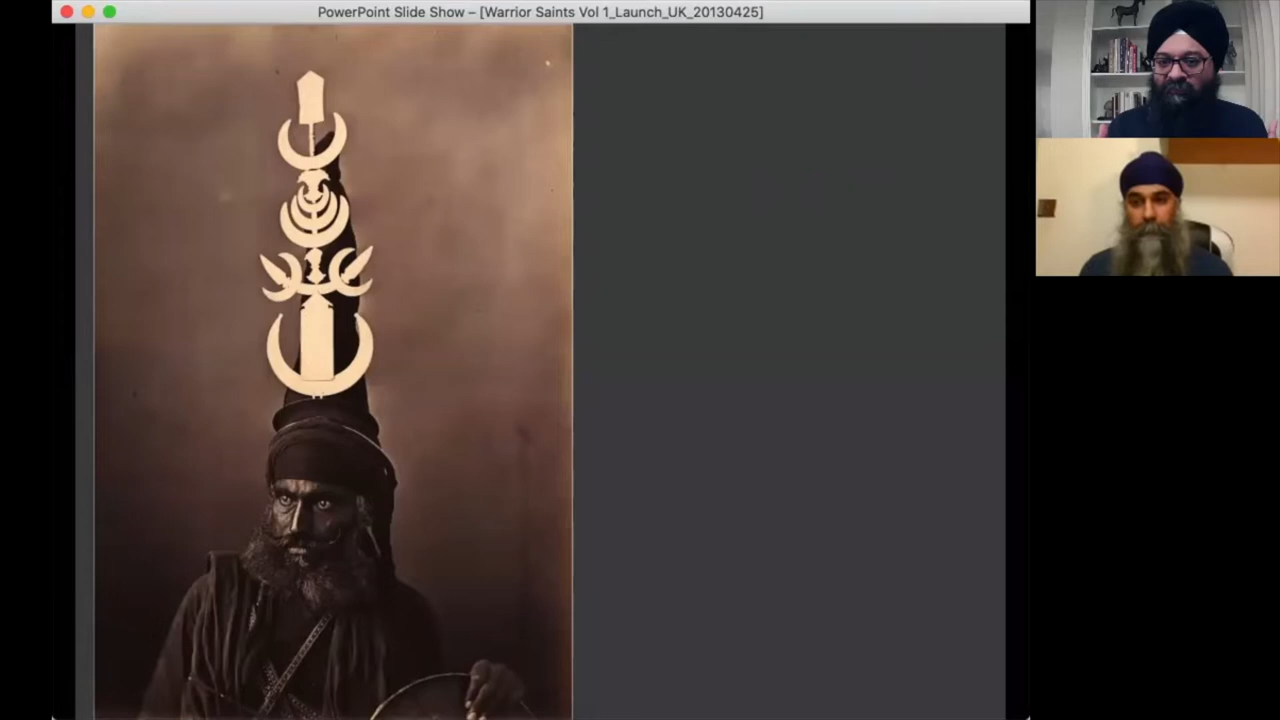 PowerPoint Slide Show – [Warrior Saints Vol 1_Launch_UK_20130425]